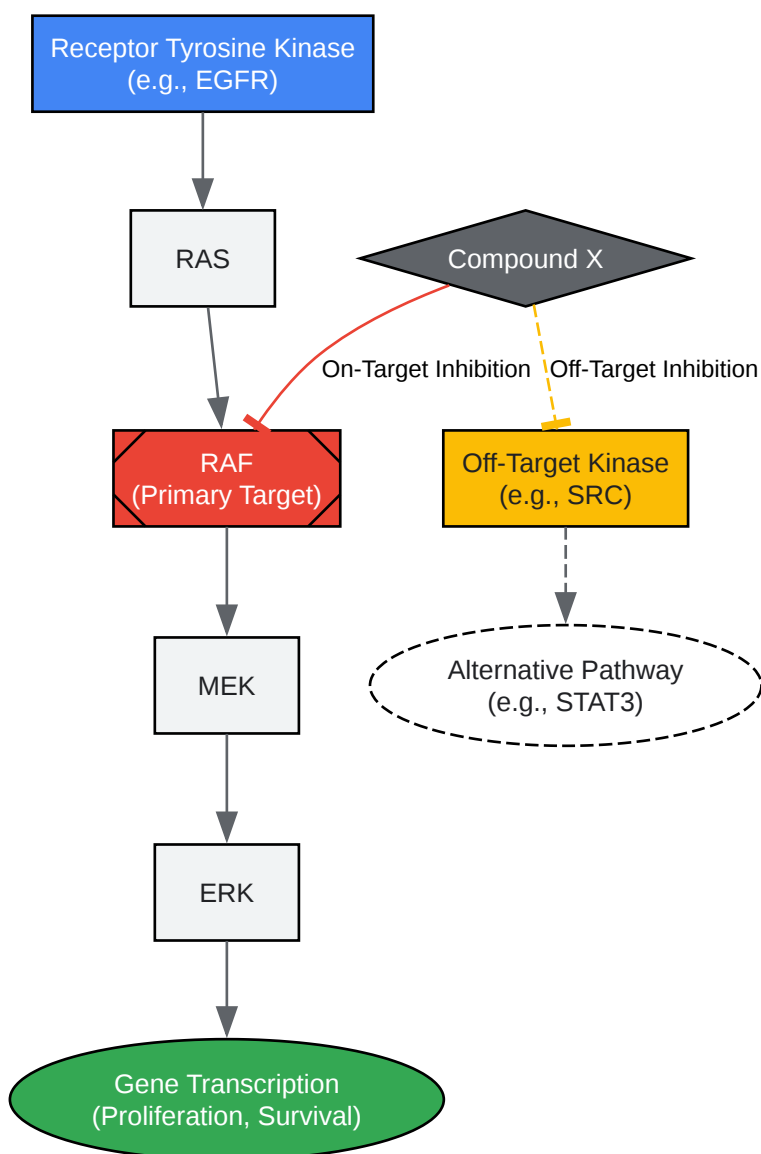 Receptor Tyrosine Kinase
(e.g., EGFR)
RAS
Compound X
On-Target Inhibition
Off-Target Inhibition
RAF
(Primary Target)
Off-Target Kinase
(e.g., SRC)
MEK
Alternative Pathway
(e.g., STAT3)
ERK
Gene Transcription
(Proliferation, Survival)